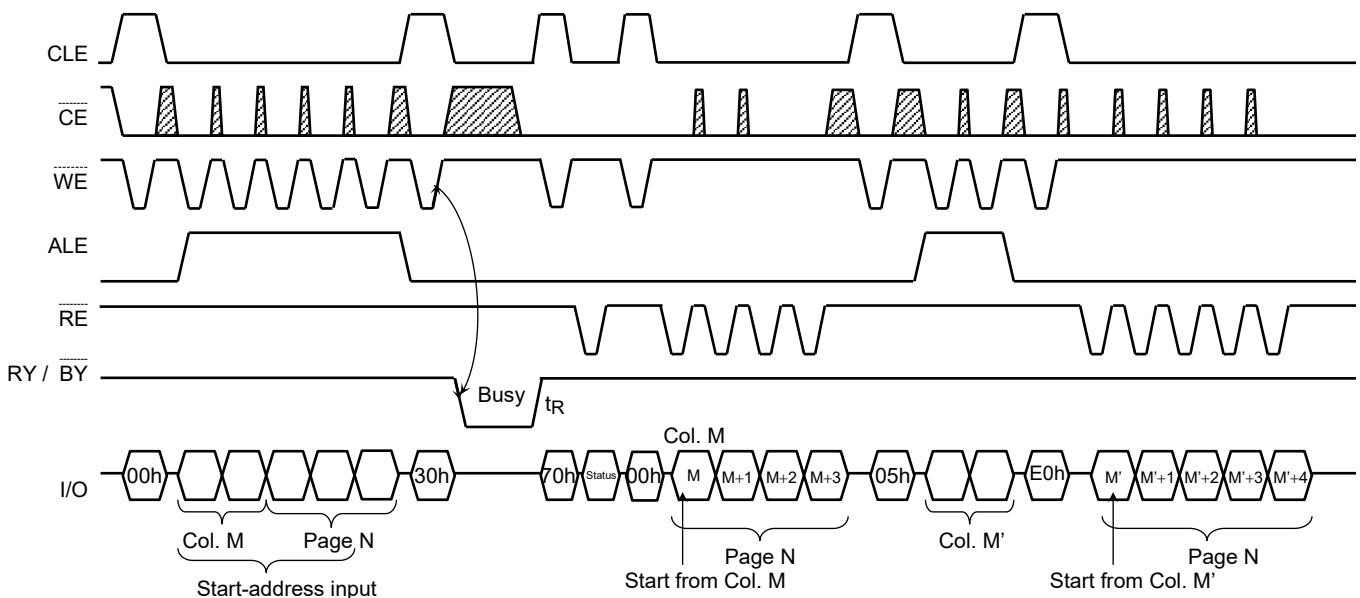 CLE
CE
WE
ALE
RE
RY / BY
Busy
tR
Col. M
I/O
00h
30h
70h
Status
00h
M
M+1
M+2
M+3
05h
E0h
M'
M'+1
M'+2
M'+3
M'+4
Col. M
Page N
Start-address input
Page N
Start from Col. M
Col. M'
Page N
Start from Col. M'